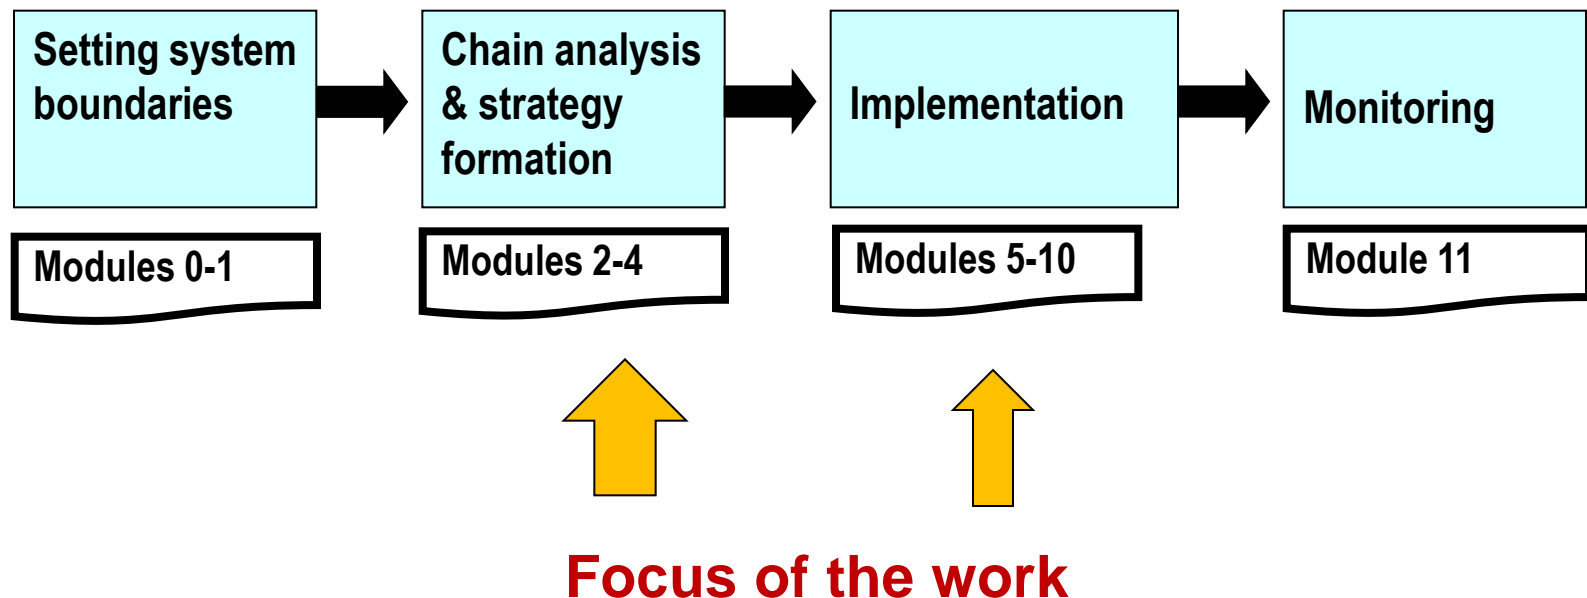 Setting system
boundaries
Chain analysis
& strategy
formation
Implementation
Monitoring
Modules 0-1
Modules 2-4
Modules 5-10
Module 11
Focus of the work